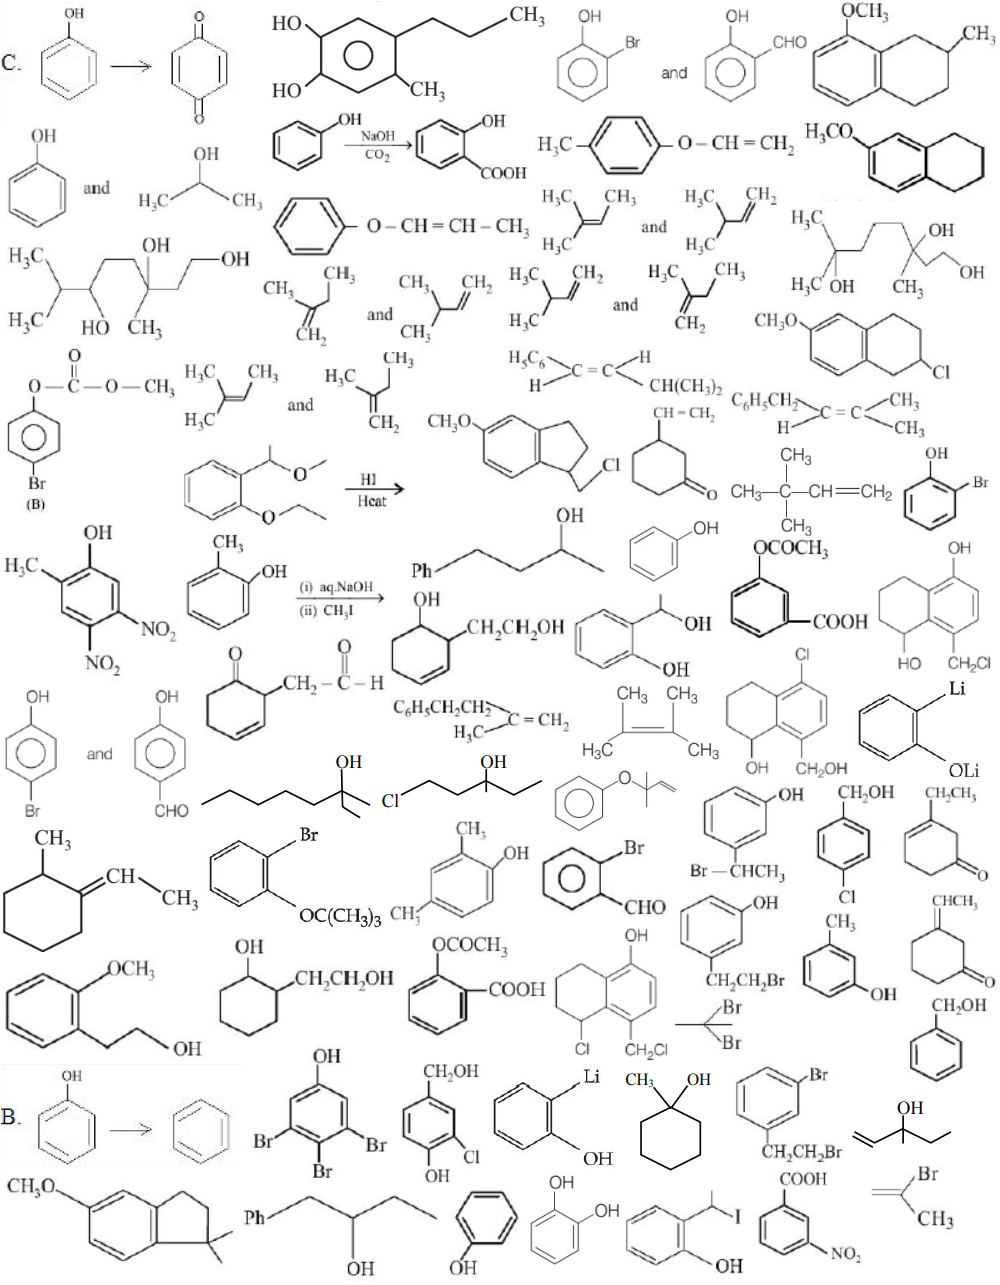 C.
OH
O
O
HO
HO
CH₃
CH₃
OH
Br
and
OH
CHO
OCH₃
CH₃
OH
and
OH
H₃C
CH₃
OH
NaOH
CO₂
OH
COOH
H₃C
O – CH = CH₂
H₃CO
O – CH = CH – CH₃
H₃C
CH₃
H₃C
and
H₃C
CH₂
CH₃
H₃C
H₃C
OH
OH
HO
CH₃
CH₃
CH₃
CH₂
and
CH₃
CH₂
CH₃
H₃C
CH₂
H₃C
and
H₃C
CH₃
CH₂
H₃C
OH
H₃C
OH
CH₃
OH
CH₃O
Cl
O
O – C – O – CH₃
Br
(B)
H₃C
CH₃
H₃C
and
CH₃
H₃C
CH₂
H₅C₆
H
C = C
H
CH(CH₃)₂
C₆H₅CH₂
CH₃
C = C
H
CH₃
O
O
HI
Heat
CH₃O
Cl
CH=CH₂
O
CH₃
CH₃–C–CH₂
CH₃
OH
Br
OH
H₃C
NO₂
NO₂
CH₃
OH
(i) aq.NaOH
(ii) CH₃I
OH
Ph
OH
OCOCH₃
COOH
OH
HO
CH₂Cl
OH
CH₂CH₂OH
OH
OH
O
O
CH₂–C–H
C₆H₅CH₂CH₂
C = CH₂
H₃C
CH₃
CH₃
H₃C
CH₃
Cl
OH
CH₂OH
Li
OLi
OH
Br
and
OH
CHO
OH
OH
Cl
O
OH
Br – CHCH₃
CH₂OH
Cl
CH₂CH₃
O
CH₃
CH
CH₃
Br
OC(CH₃)₃
CH₃
OH
CH₃
Br
CHO
OH
CH₂CH₂Br
CH₃
OH
CHCH₃
O
OCH₃
OH
OH
CH₂CH₂OH
OCOCH₃
COOH
OH
Cl
CH₂Cl
Br
Br
CH₂OH
B.
OH
OH
Br
Br
Br
CH₂OH
Cl
OH
Li
OH
CH₃
OH
Br
CH₂CH₂Br
OH
CH₃O
Ph
OH
OH
OH
OH
I
OH
COOH
NO₂
Br
CH₃